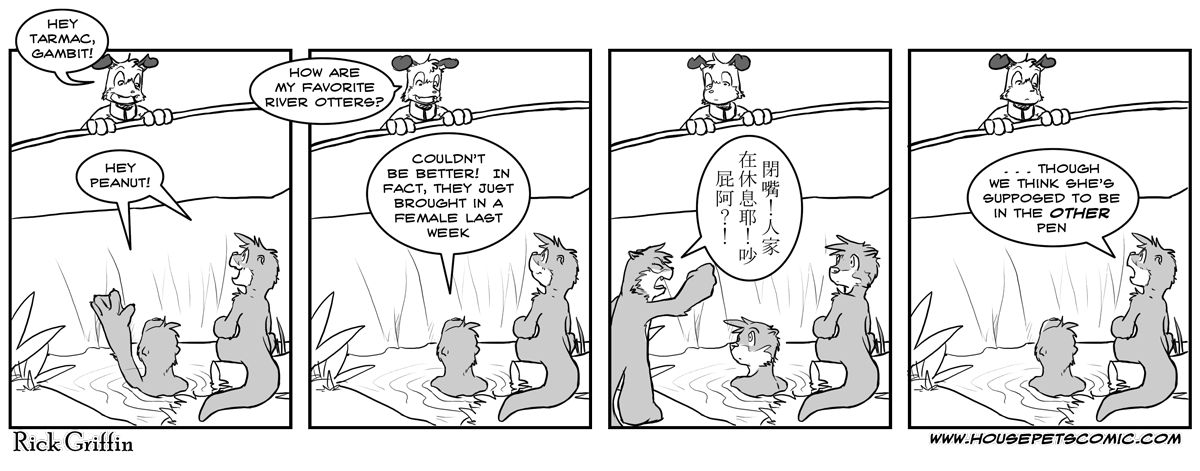 HEY
TARMAC,
GAMBIT!
HEY
PEANUT!
HOW ARE
MY FAVORITE
RIVER OTTERS?
COULDN'T
BE BETTER! IN
FACT, THEY JUST
BROUGHT IN A
FEMALE LAST
WEEK
閉嘴！人家
在休息耶！吵
屁阿？！
. . . THOUGH
WE THINK SHE'S
SUPPOSED TO BE
IN THE OTHER
PEN
Rick Griffin
WWW.HOUSEPETSCOMIC.COM